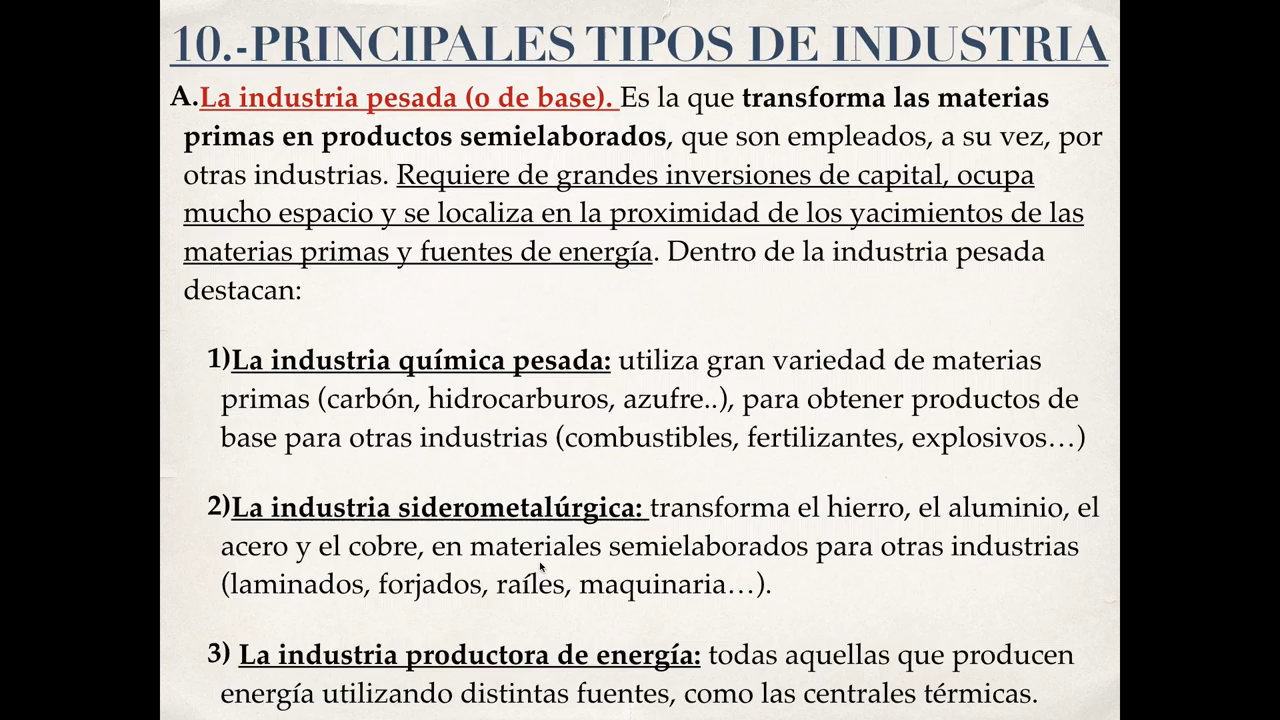 10.-PRINCIPALES TIPOS DE INDUSTRIA
A.La industria pesada (o de base). Es la que transforma las materias
primas en productos semielaborados, que son empleados, a su vez, por
otras industrias. Requiere de grandes inversiones de capital, ocupa
mucho espacio y se localiza en la proximidad de los yacimientos de las
materias primas y fuentes de energía. Dentro de la industria pesada
destacan:
1)La industria química pesada: utiliza gran variedad de materias
primas (carbón, hidrocarburos, azufre..), para obtener productos de
base para otras industrias (combustibles, fertilizantes, explosivos…)
2)La industria siderometalúrgica: transforma el hierro, el aluminio, el
acero y el cobre, en materiales semielaborados para otras industrias
(laminados, forjados, raíles, maquinaria…).
3) La industria productora de energía: todas aquellas que producen
energía utilizando distintas fuentes, como las centrales térmicas.